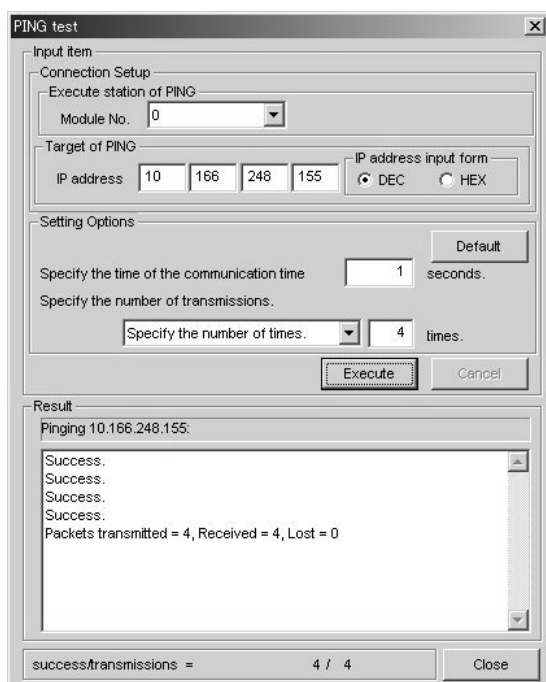 PING test
Input item
Connection Setup
Execute station of PING
Module No. 0
Target of PING
IP address 10 166 248 155
IP address input form
DEC HEX
Setting Options
Default
Specify the time of the communication time 1 seconds.
Specify the number of transmissions.
Specify the number of times. 4 times.
Execute Cancel
Result
Pinging 10.166.248.155:
Success.
Success.
Success.
Success.
Packets transmitted = 4, Received = 4, Lost = 0
success/transmissions = 4 / 4 Close